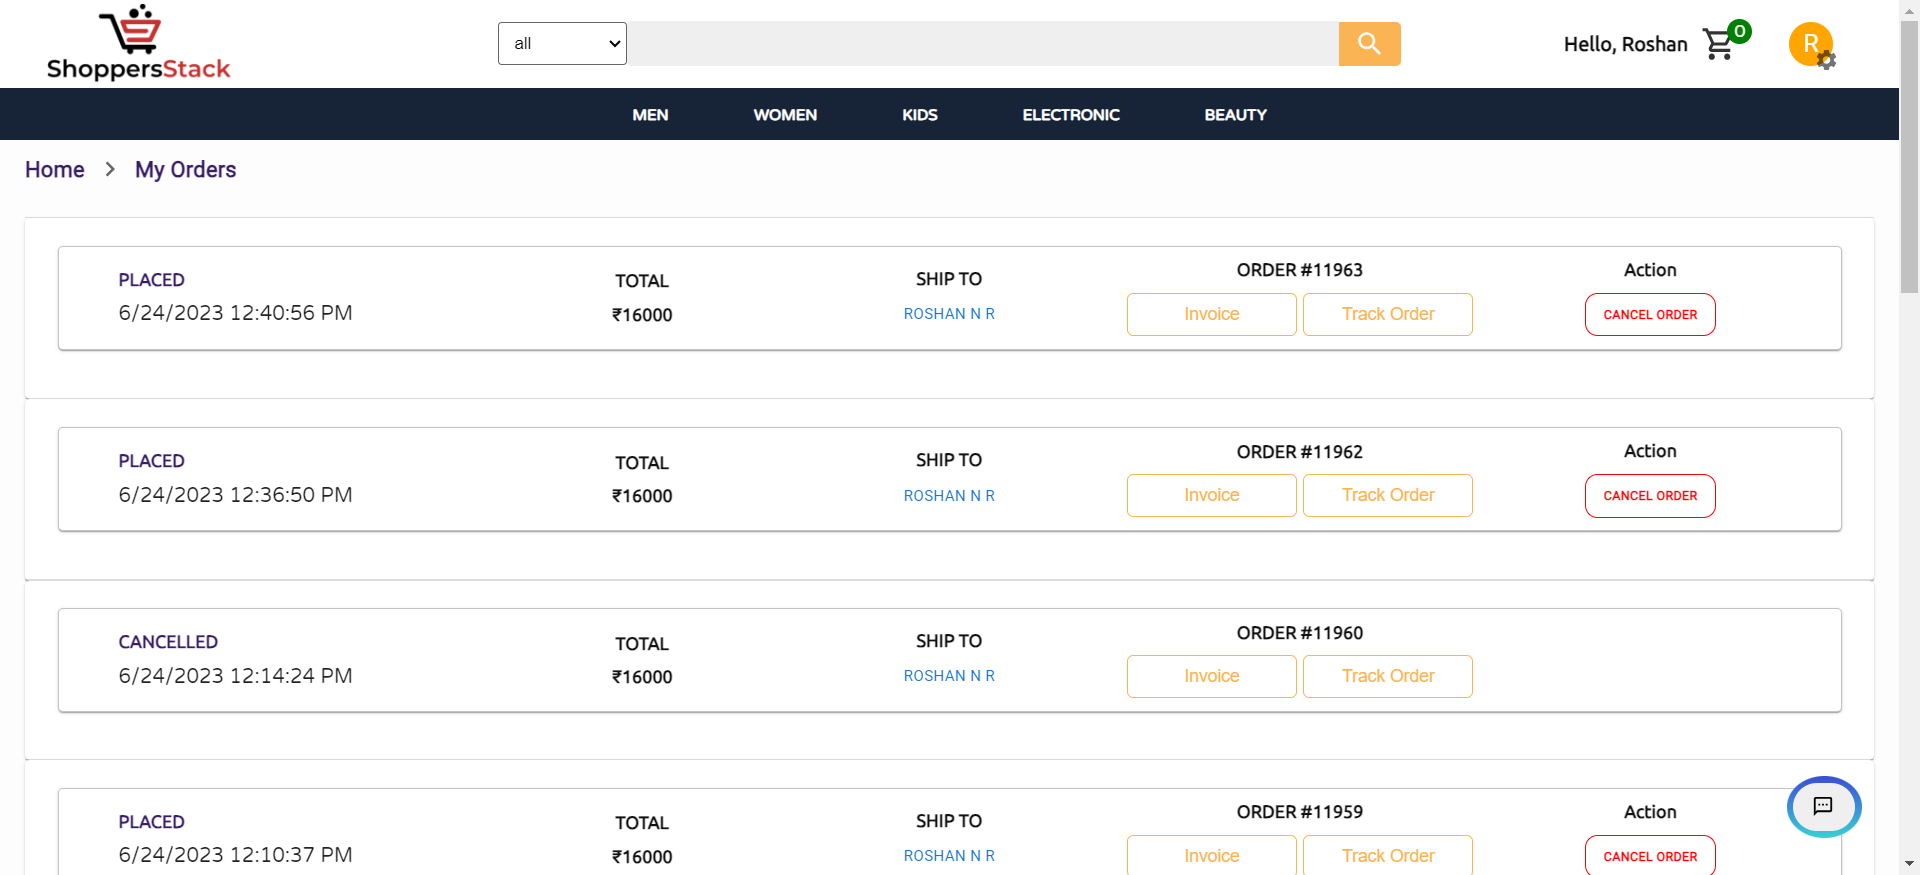 ShoppersStack
all
Hello, Roshan
0
R
MEN WOMEN KIDS ELECTRONIC BEAUTY
Home > My Orders
PLACED TOTAL SHIP TO ORDER #11963 Action
6/24/2023 12:40:56 PM ₹16000 ROSHAN N R Invoice Track Order CANCEL ORDER
PLACED TOTAL SHIP TO ORDER #11962 Action
6/24/2023 12:36:50 PM ₹16000 ROSHAN N R Invoice Track Order CANCEL ORDER
CANCELLED TOTAL SHIP TO ORDER #11960
6/24/2023 12:14:24 PM ₹16000 ROSHAN N R Invoice Track Order
PLACED TOTAL SHIP TO ORDER #11959 Action
6/24/2023 12:10:37 PM ₹16000 ROSHAN N R Invoice Track Order CANCEL ORDER